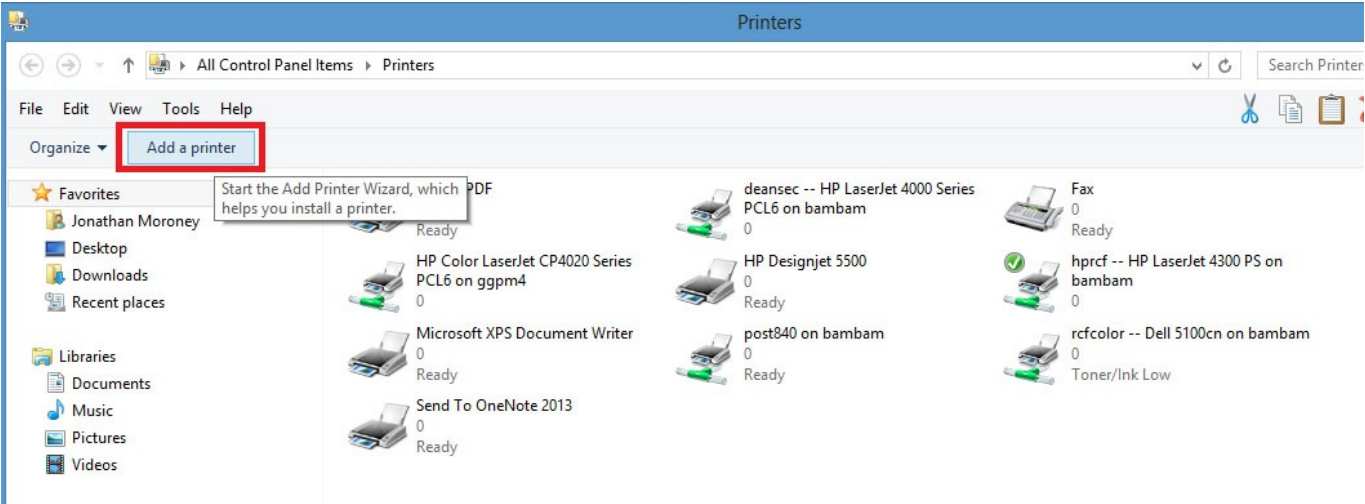 Printers
All Control Panel Items Printers
Search Printer
File Edit View Tools Help
Organize Add a printer
Start the Add Printer Wizard, which
helps you install a printer.
Favorites
Jonathan Moroney
Desktop
Downloads
Recent places
Libraries
Documents
Music
Pictures
Videos
PDF
Ready
deansec -- HP LaserJet 4000 Series
PCL6 on bambam
0
Fax
0
Ready
HP Color LaserJet CP4020 Series
PCL6 on ggpm4
0
HP Designjet 5500
0
Ready
hprcf -- HP LaserJet 4300 PS on
bambam
0
Microsoft XPS Document Writer
0
Ready
post840 on bambam
0
Ready
rcfcolor -- Dell 5100cn on bambam
0
Toner/Ink Low
Send To OneNote 2013
0
Ready